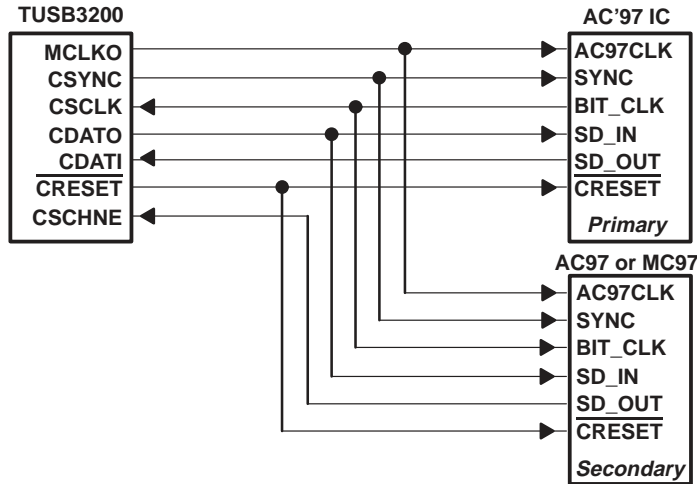 TUSB3200
MCLKO
CSYNC
CSCLK
CDATO
CDATI
CRESET
CSCHNE
AC'97 IC
AC97CLK
SYNC
BIT_CLK
SD_IN
SD_OUT
CRESET
Primary
AC97 or MC97
AC97CLK
SYNC
BIT_CLK
SD_IN
SD_OUT
CRESET
Secondary